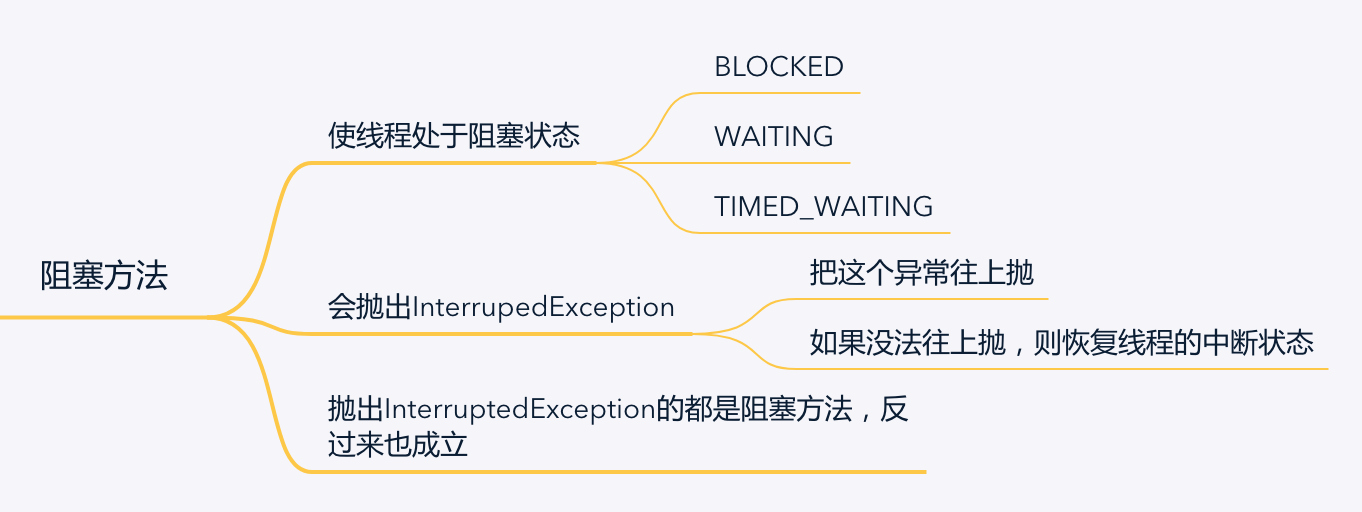 阻塞方法
使线程处于阻塞状态
BLOCKED
WAITING
TIMED_WAITING
会抛出InterrupedException
把这个异常往上抛
如果没法往上抛，则恢复线程的中断状态
抛出InterruptedException的都是阻塞方法，反
过来也成立